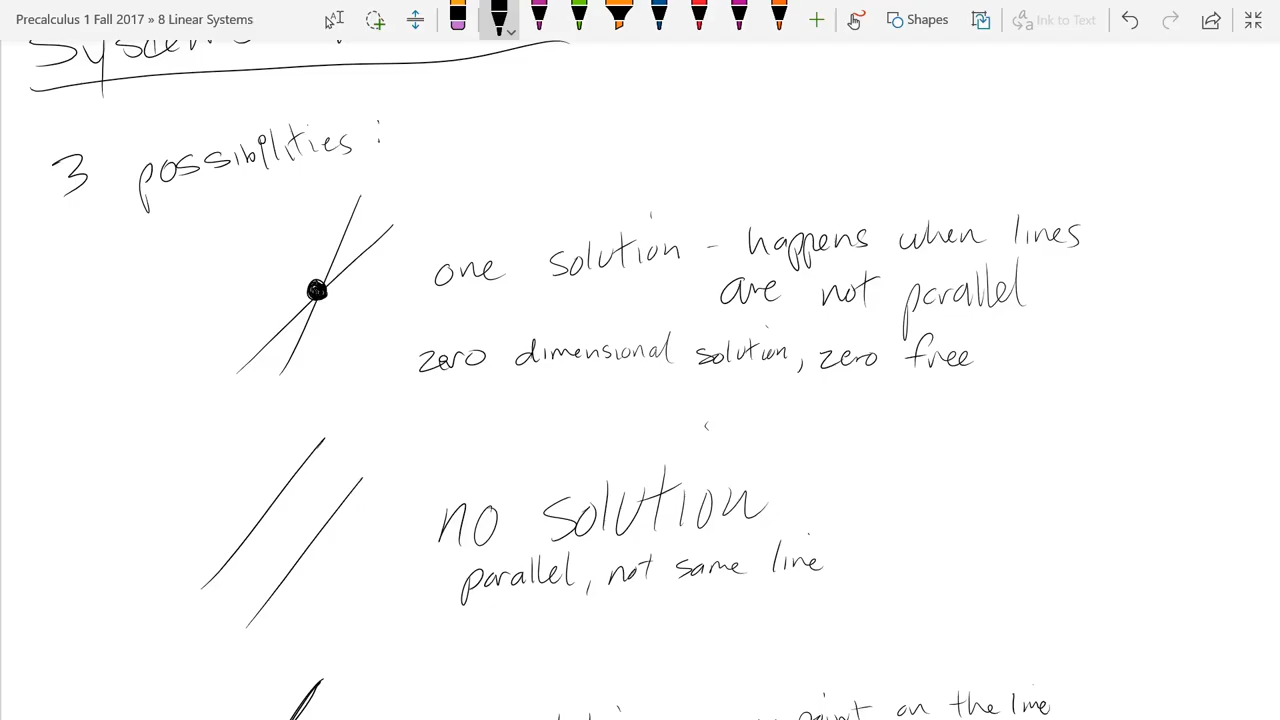 Precalculus 1 Fall 2017 » 8 Linear Systems
Shapes
Ink to Text
3 possibilities:
one solution - happens when lines
are not parallel
zero dimensional solution, zero free
no solution
parallel, not same line
point on the line